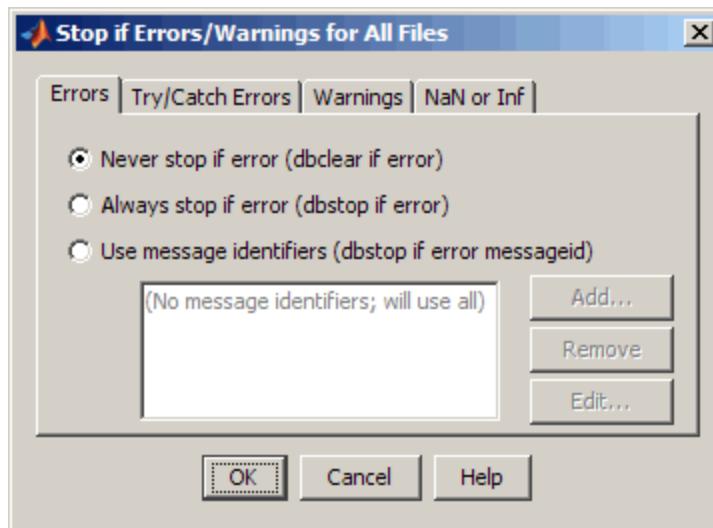 Stop if Errors/Warnings for All Files
Errors Try/Catch Errors Warnings NaN or Inf
Never stop if error (dbclear if error)
Always stop if error (dbstop if error)
Use message identifiers (dbstop if error messageid)
(No message identifiers; will use all) Add...
Remove
Edit...
OK Cancel Help